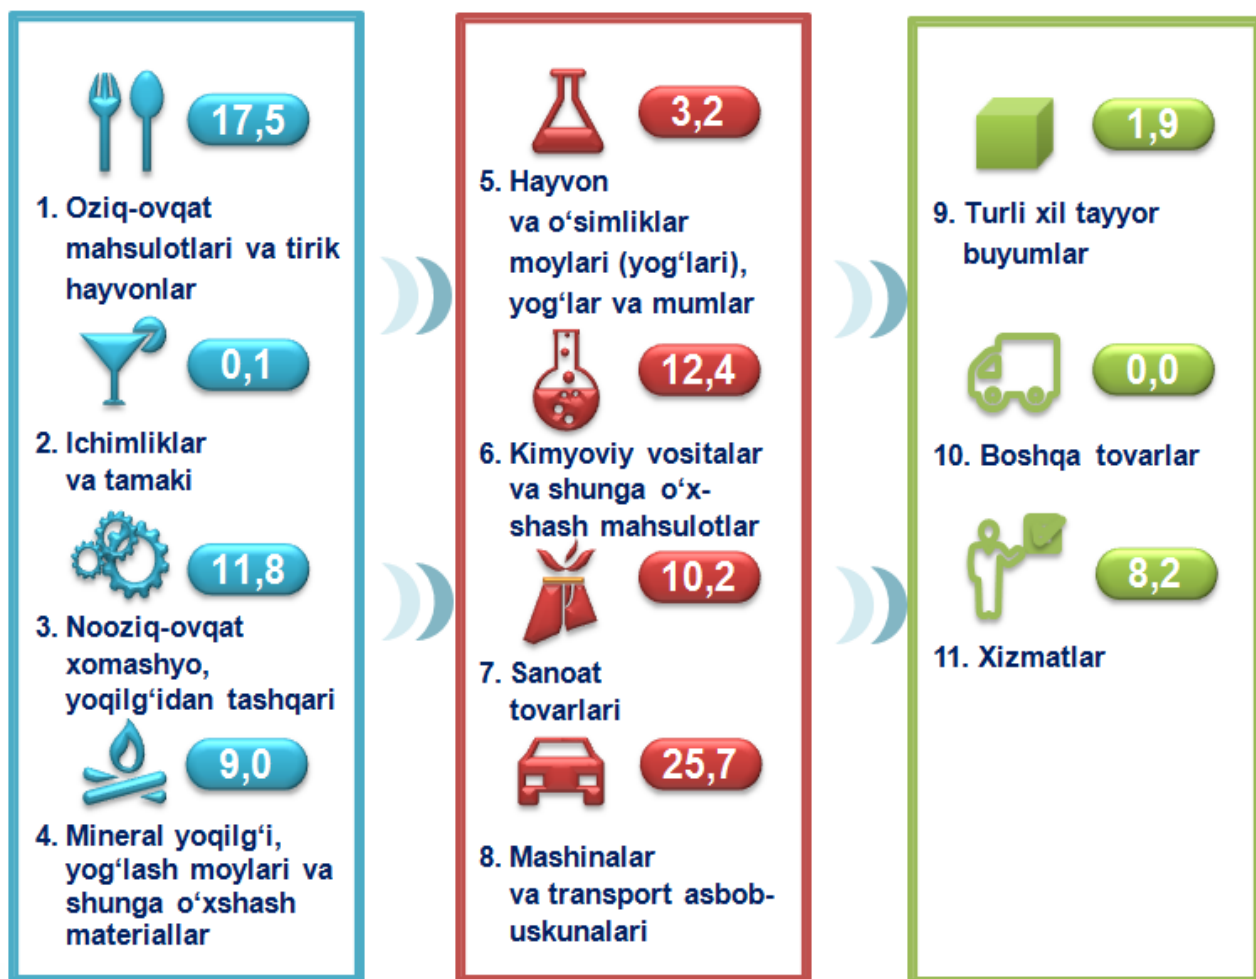 17,5
1. Oziq-ovqat
mahsulotlari va tirik
hayvonlar
0,1
2. Ichimliklar
va tamaki
11,8
3. Nooziq-ovqat
xomashyo,
yoqilg‘idan tashqari
9,0
4. Mineral yoqilg‘i,
yog‘lash moylari va
shunga o‘xshash
materiallar
3,2
5. Hayvon
va o‘simliklar
moylari (yog‘lari),
yog‘lar va mumlar
12,4
6. Kimyoviy vositalar
va shunga o‘x-
shash mahsulotlar
10,2
7. Sanoat
tovarlari
25,7
8. Mashinalar
va transport asbob-
uskunalari
1,9
9. Turli xil tayyor
buyumlar
0,0
10. Boshqa tovarlar
8,2
11. Xizmatlar